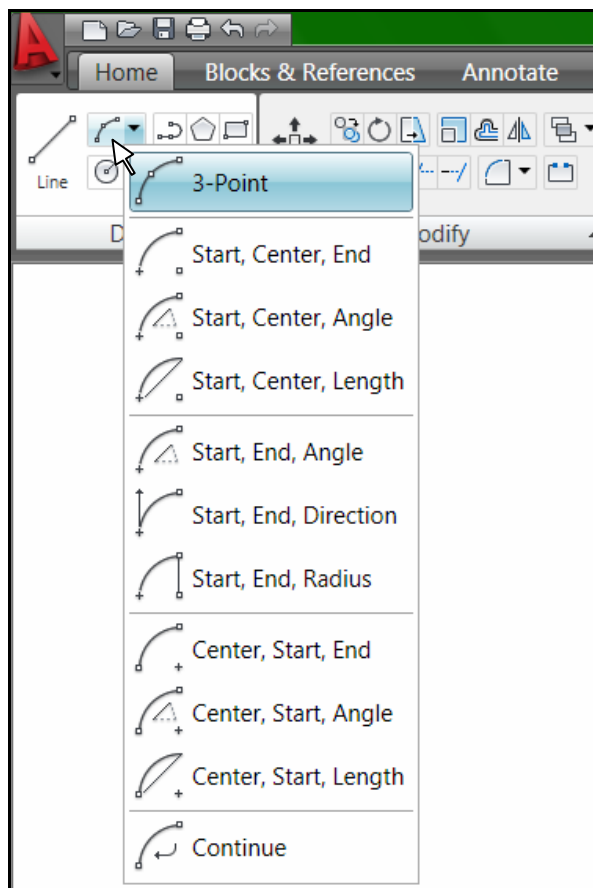 Home Blocks & References Annotate
Line
3-Point
D
odify
Start, Center, End
Start, Center, Angle
Start, Center, Length
Start, End, Angle
Start, End, Direction
Start, End, Radius
Center, Start, End
Center, Start, Angle
Center, Start, Length
Continue